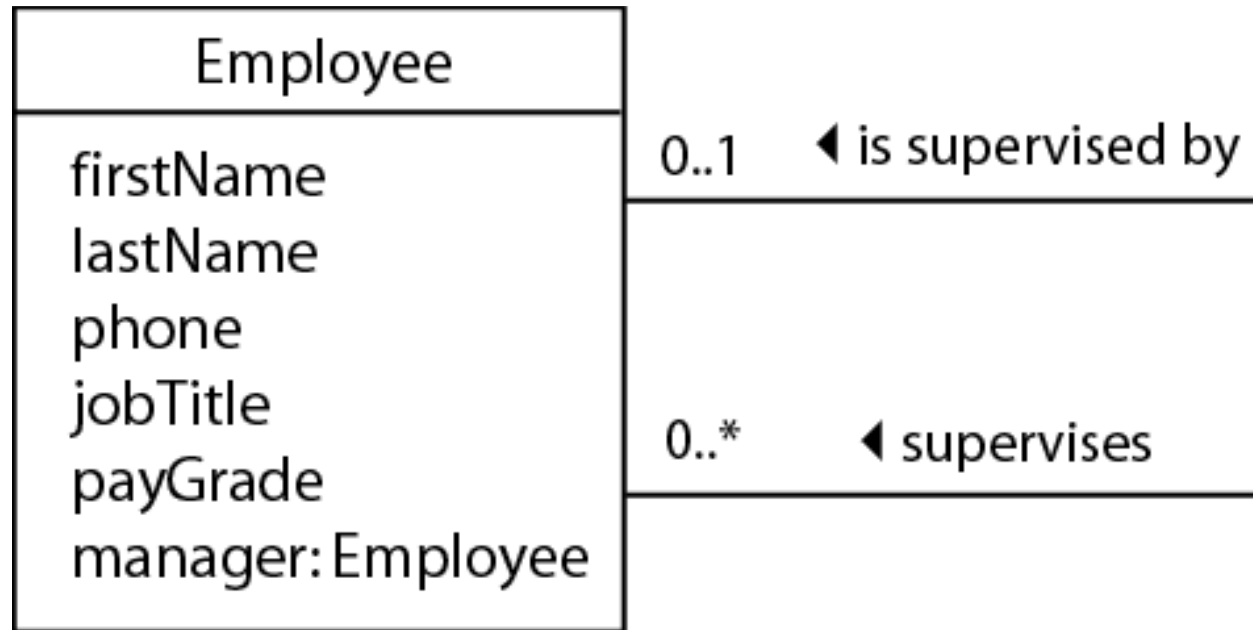 Employee
firstName
lastName
phone
jobTitle
payGrade
manager: Employee
0..1 ◀ is supervised by
0..* ◀ supervises